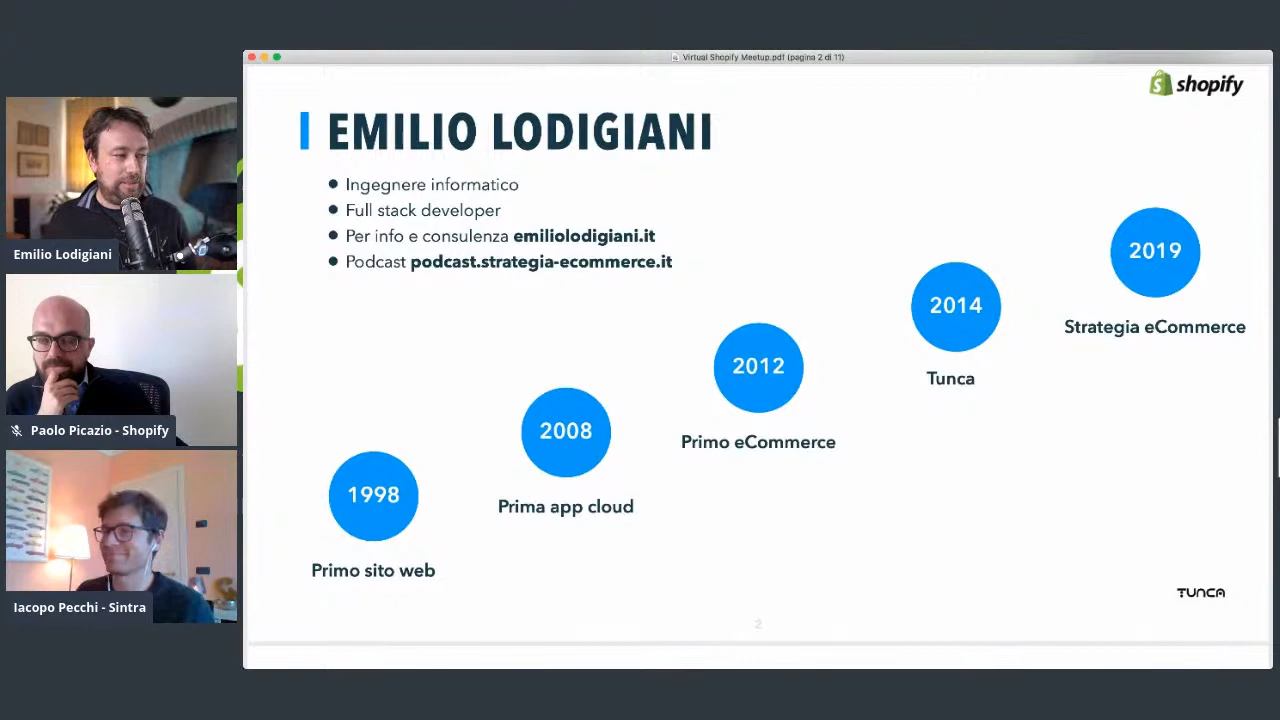 Virtual Shopify Meetup.pdf (pagina 2 di 11)
shopify
EMILIO LODIGIANI
Ingegnere informatico
Full stack developer
Per info e consulenza emiliolodigiani.it
Podcast podcast.strategia-ecommerce.it
2019
Strategia eCommerce
2014
Tunca
2012
Primo eCommerce
2008
Prima app cloud
1998
Primo sito web
TUNCA
2
Emilio Lodigiani
Paolo Picazio - Shopify
Iacopo Pecchi - Sintra